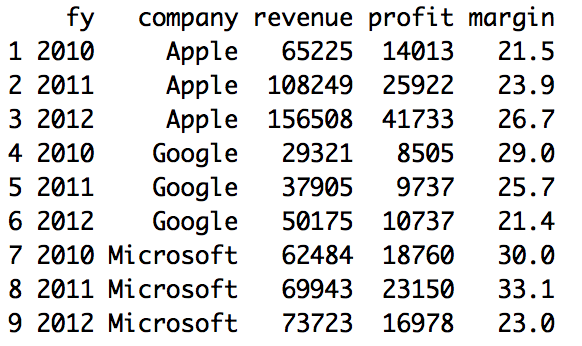 fy company revenue profit margin
1 2010 Apple 65225 14013 21.5
2 2011 Apple 108249 25922 23.9
3 2012 Apple 156508 41733 26.7
4 2010 Google 29321 8505 29.0
5 2011 Google 37905 9737 25.7
6 2012 Google 50175 10737 21.4
7 2010 Microsoft 62484 18760 30.0
8 2011 Microsoft 69943 23150 33.1
9 2012 Microsoft 73723 16978 23.0